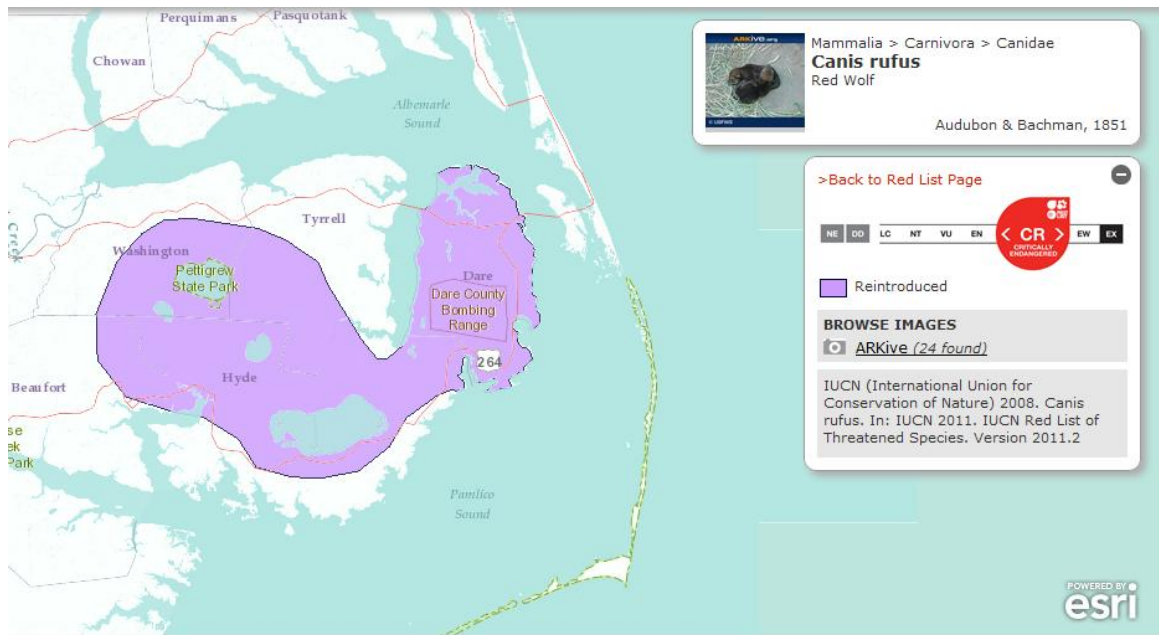 Perquimans
Pasquotank
Chowan
Albemarle
Sound
Creek
Tyrrell
Washington
Pettigrew
State Park
Dare
Dare County
Bombing
Range
264
Hyde
Beaufort
se
ek
Park
Pamlico
Sound
ARKive.org
Mammalia > Carnivora > Canidae
Canis rufus
Red Wolf
Audubon & Bachman, 1851
>Back to Red List Page
NE DD LC NT VU EN < CR > EW EX
CRITICALLY
ENDANGERED
Reintroduced
BROWSE IMAGES
ARKive (24 found)
IUCN (International Union for
Conservation of Nature) 2008. Canis
rufus. In: IUCN 2011. IUCN Red List of
Threatened Species. Version 2011.2
POWERED BY
esri